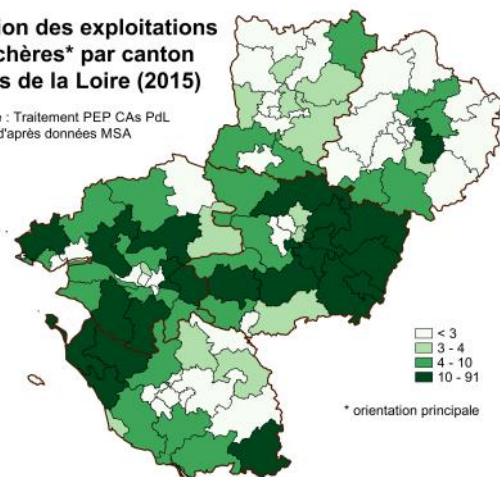 ion des exploitations
chères* par canton
s de la Loire (2015)
e : Traitement PEP CAs PdL
d'après données MSA
< 3
3 - 4
4 - 10
10 - 91
* orientation principale